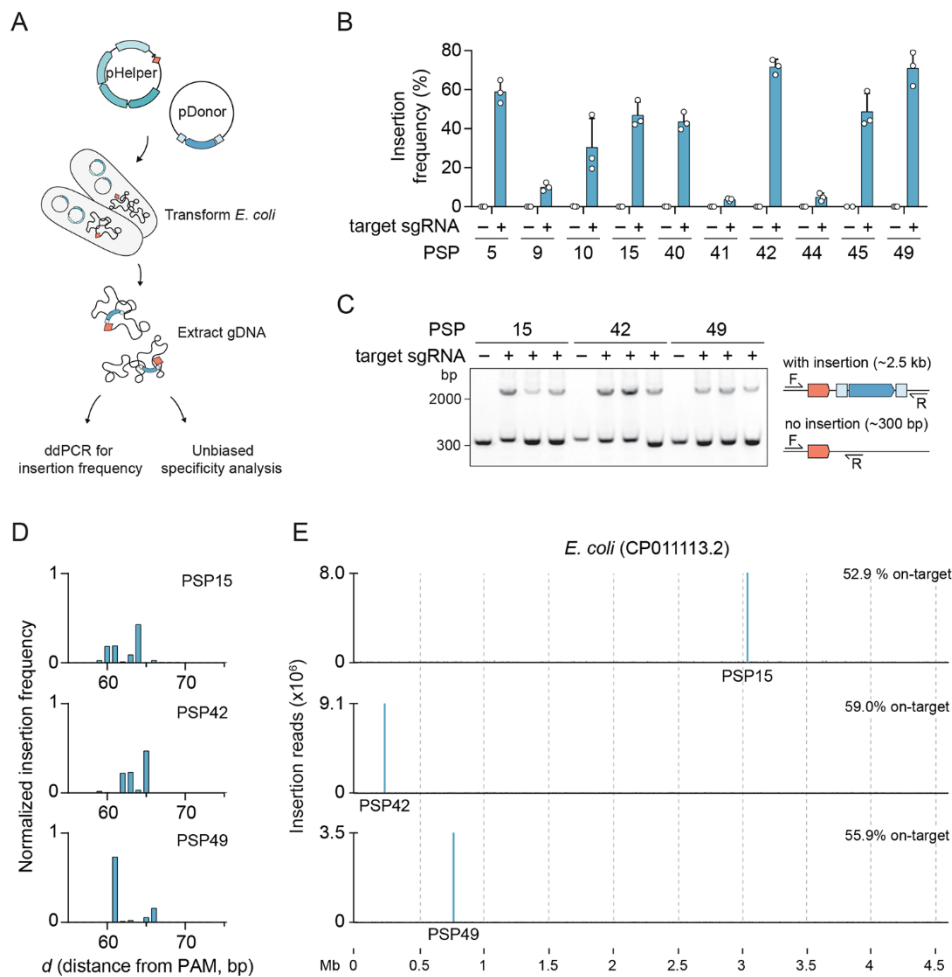 A
pHelper
pDonor
Transform E. coli
Extract gDNA
ddPCR for
insertion frequency
Unbiased
specificity analysis
B
Insertion
frequency (%)
80
60
40
20
0
target sgRNA − + − + − + − + − + − + − + − + − + − +
PSP 5 9 10 15 40 41 42 44 45 49
C
PSP 15 42 49
target sgRNA − + + + − + + + − + + +
bp
2000
300
with insertion (~2.5 kb)
F
R
no insertion (~300 bp)
F
R
D
Normalized insertion frequency
1
PSP15
0
60 70
1
PSP42
0
60 70
1
PSP49
0
60 70
d (distance from PAM, bp)
E
E. coli (CP011113.2)
Insertion reads (x10⁶)
8.0
52.9 % on-target
0
PSP15
9.1
59.0% on-target
0
PSP42
3.5
55.9% on-target
0
PSP49
Mb 0 0.5 1 1.5 2 2.5 3 3.5 4 4.5